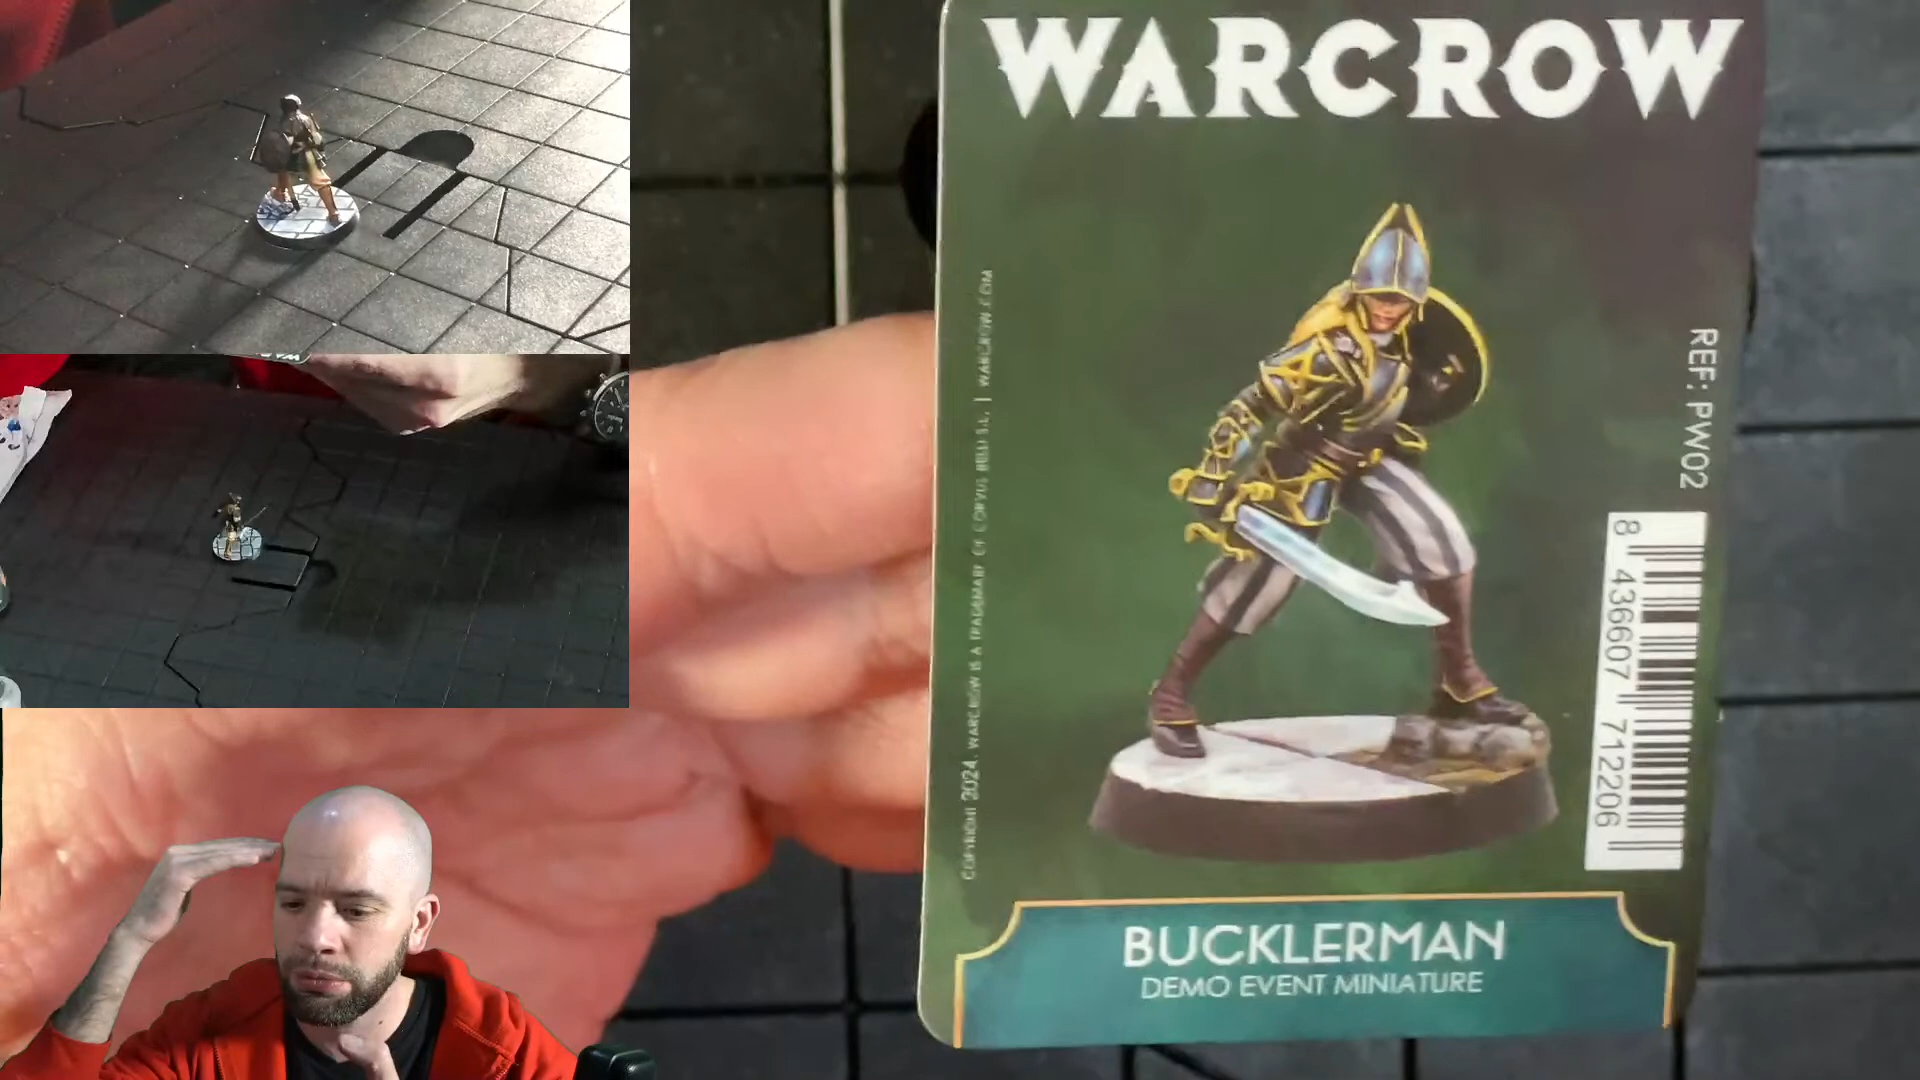 WARCROW
COPYRIGHT 2024. WARCROW IS A TRADEMARK OF CORVUS BELLI S.L. | WARCROW.COM
REF: PW02
8 436607 712206
BUCKLERMAN
DEMO EVENT MINIATURE